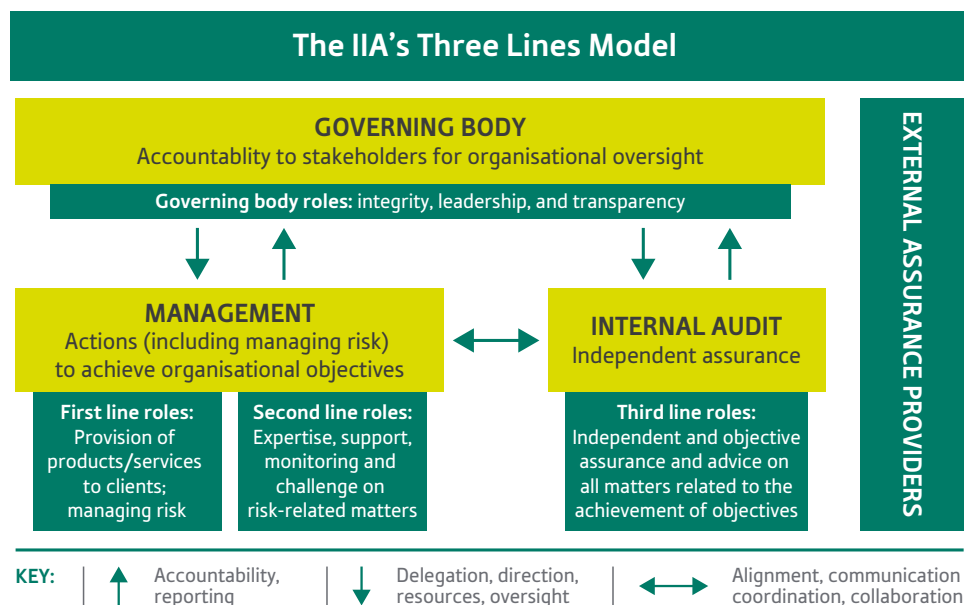 The IIA's Three Lines Model
GOVERNING BODY
Accountablity to stakeholders for organisational oversight
Governing body roles: integrity, leadership, and transparency
MANAGEMENT
Actions (including managing risk)
to achieve organisational objectives
First line roles:
Provision of
products/services
to clients;
managing risk
Second line roles:
Expertise, support,
monitoring and
challenge on
risk-related matters
INTERNAL AUDIT
Independent assurance
Third line roles:
Independent and objective
assurance and advice on
all matters related to the
achievement of objectives
EXTERNAL ASSURANCE PROVIDERS
KEY:
Accountability,
reporting
Delegation, direction,
resources, oversight
Alignment, communication
coordination, collaboration